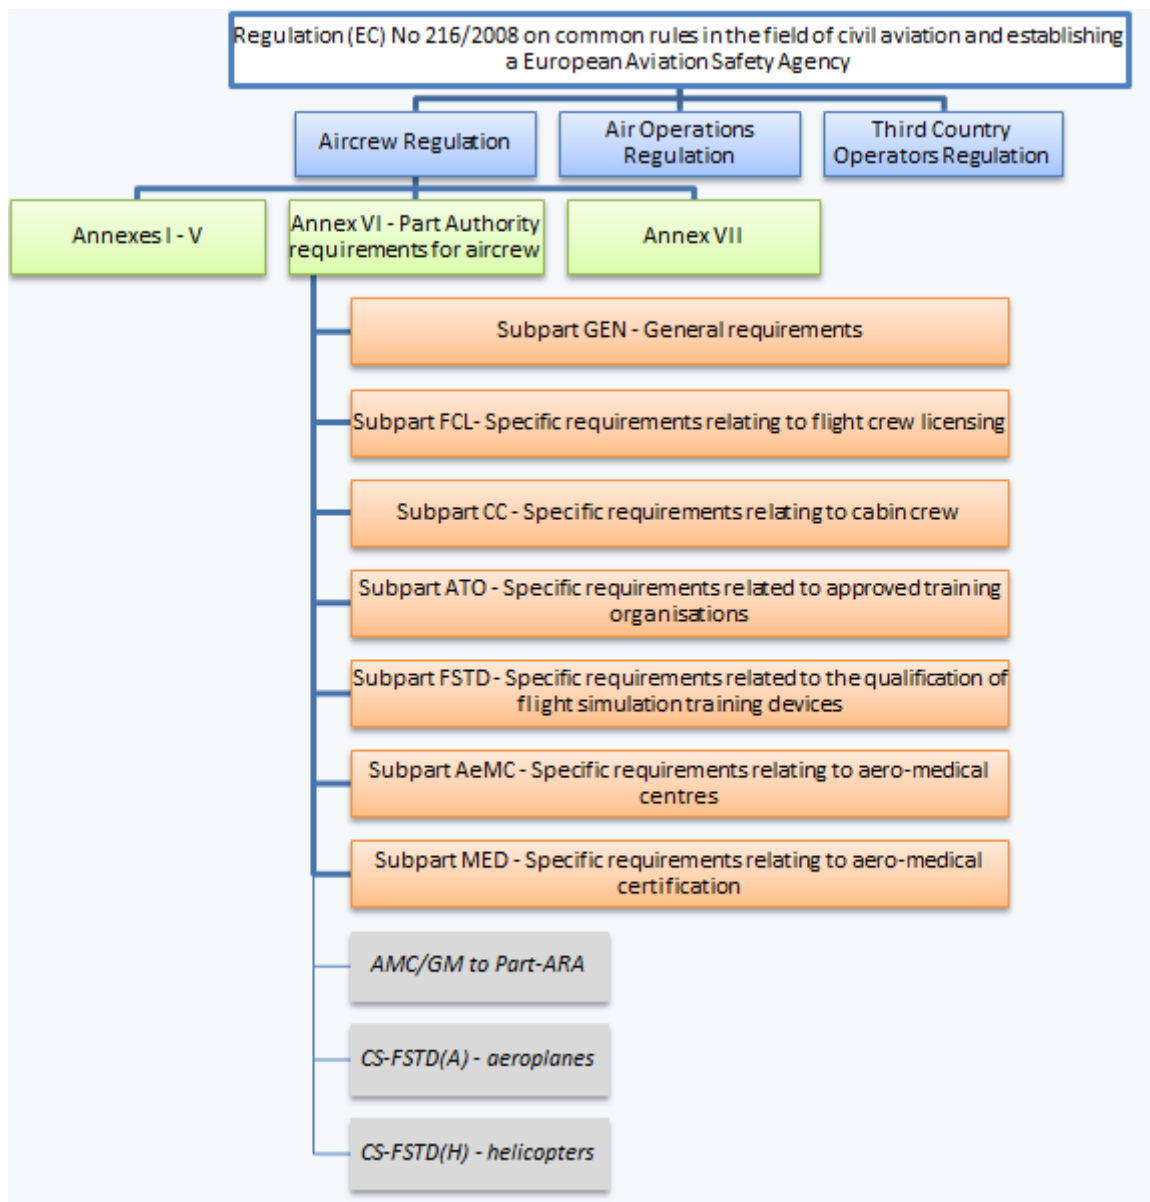 Regulation (EC) No 216/2008 on common rules in the field of civil aviation and establishing
a European Aviation Safety Agency
Aircrew Regulation
Air Operations
Regulation
Third Country
Operators Regulation
Annexes I - V
Annex VI - Part Authority
requirements for aircrew
Annex VII
Subpart GEN - General requirements
Subpart FCL- Specific requirements relating to flight crew licensing
Subpart CC - Specific requirements relating to cabin crew
Subpart ATO - Specific requirements related to approved training
organisations
Subpart FSTD - Specific requirements related to the qualification of
flight simulation training devices
Subpart AeMC - Specific requirements relating to aero-medical
centres
Subpart MED - Specific requirements relating to aero-medical
certification
AMC/GM to Part-ARA
CS-FSTD(A) - aeroplanes
CS-FSTD(H) - helicopters